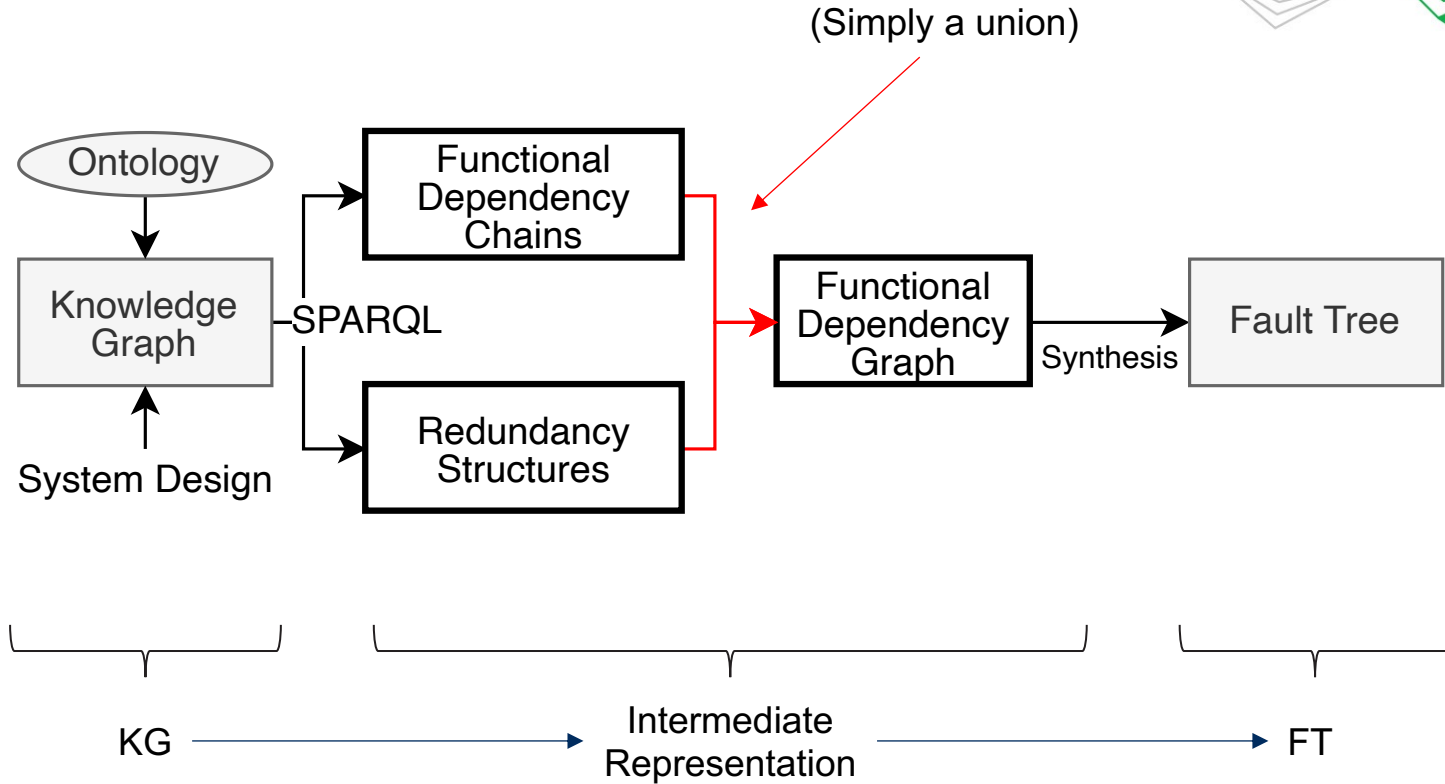 (Simply a union)
Ontology
Functional
Dependency
Chains
Knowledge
Graph
SPARQL
Functional
Dependency
Graph
Synthesis
Fault Tree
Redundancy
Structures
System Design
KG
Intermediate
Representation
FT